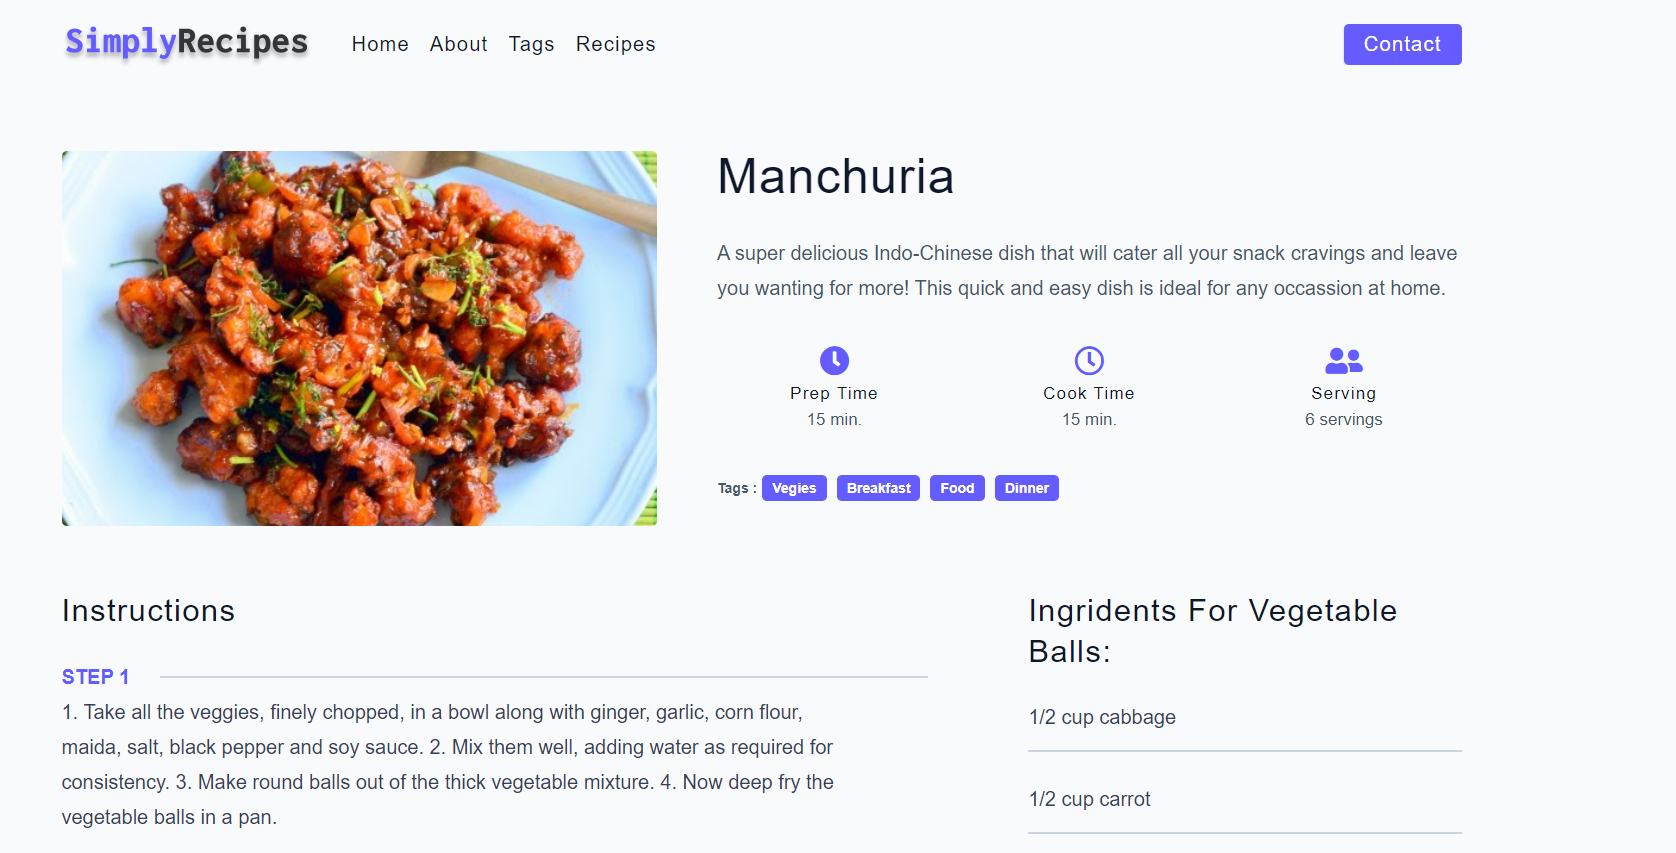 SimplyRecipes Home About Tags Recipes Contact
Manchuria
A super delicious Indo-Chinese dish that will cater all your snack cravings and leave
you wanting for more! This quick and easy dish is ideal for any occassion at home.
Prep Time Cook Time Serving
15 min. 15 min. 6 servings
Tags : Vegies Breakfast Food Dinner
Instructions
STEP 1
1. Take all the veggies, finely chopped, in a bowl along with ginger, garlic, corn flour,
maida, salt, black pepper and soy sauce. 2. Mix them well, adding water as required for
consistency. 3. Make round balls out of the thick vegetable mixture. 4. Now deep fry the
vegetable balls in a pan.
Ingridents For Vegetable
Balls:
1/2 cup cabbage
1/2 cup carrot